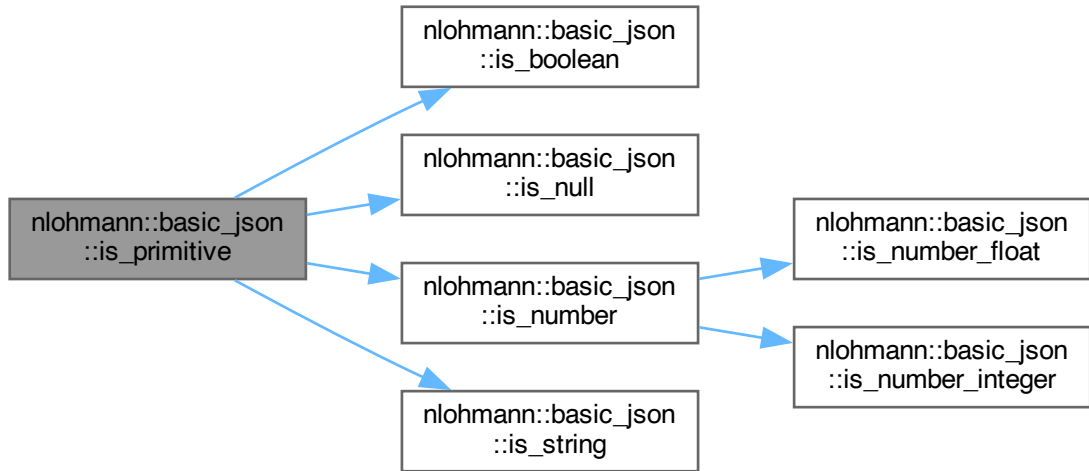 nlohmann::basic_json
::is_primitive
nlohmann::basic_json
::is_boolean
nlohmann::basic_json
::is_null
nlohmann::basic_json
::is_number
nlohmann::basic_json
::is_string
nlohmann::basic_json
::is_number_float
nlohmann::basic_json
::is_number_integer